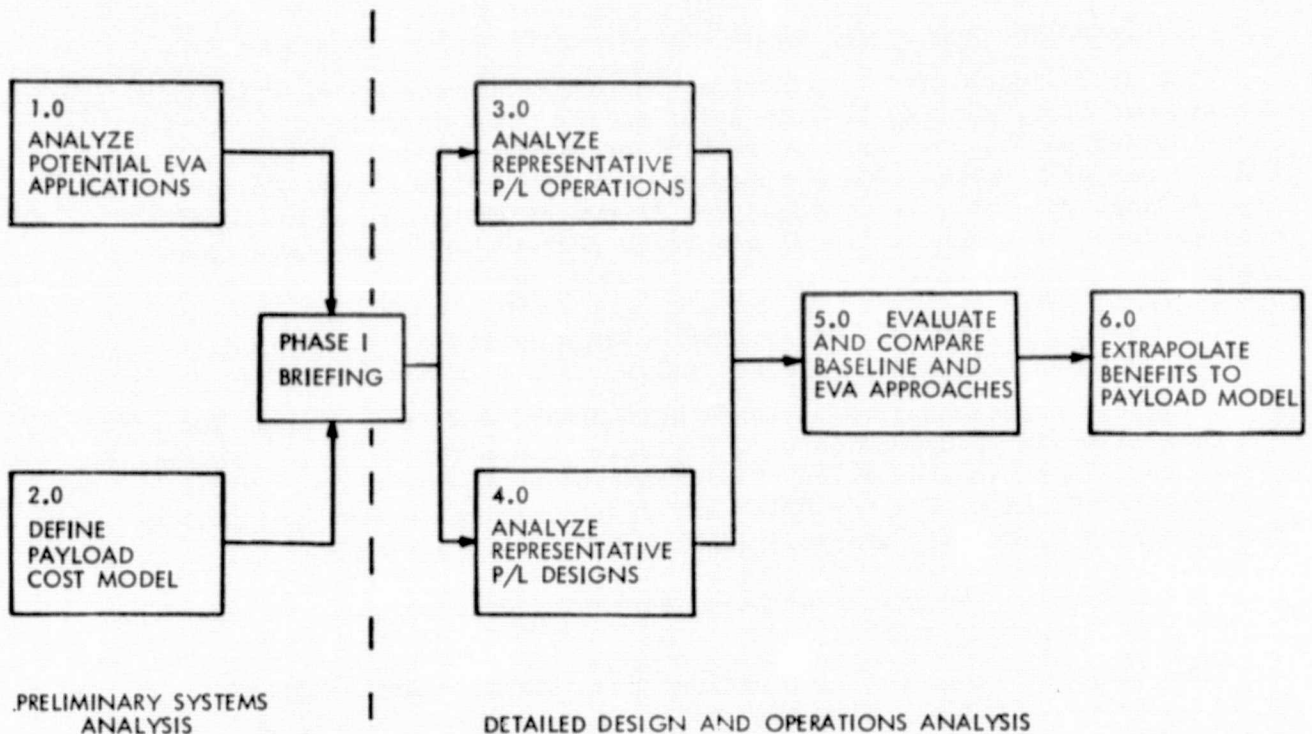 1.0
ANALYZE
POTENTIAL EVA
APPLICATIONS
2.0
DEFINE
PAYLOAD
COST MODEL
PHASE I
BRIEFING
3.0
ANALYZE
REPRESENTATIVE
P/L OPERATIONS
4.0
ANALYZE
REPRESENTATIVE
P/L DESIGNS
5.0 EVALUATE
AND COMPARE
BASELINE AND
EVA APPROACHES
6.0
EXTRAPOLATE
BENEFITS TO
PAYLOAD MODEL
PRELIMINARY SYSTEMS
ANALYSIS
DETAILED DESIGN AND OPERATIONS ANALYSIS